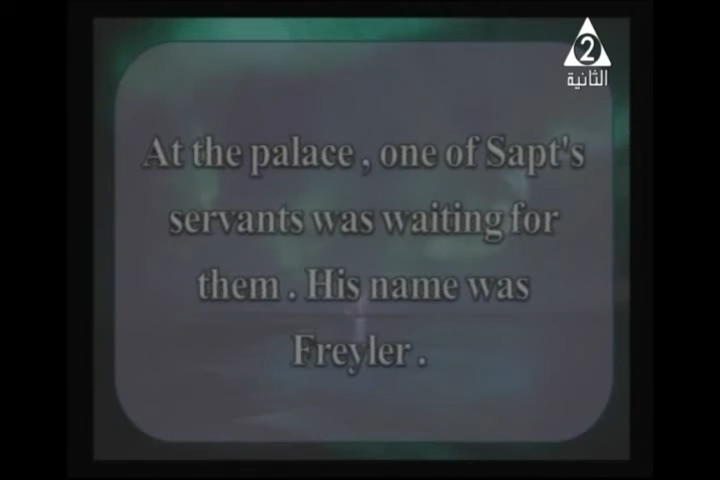 2
الثانية
At the palace , one of Sapt's
servants was waiting for
them . His name was
Freyler .